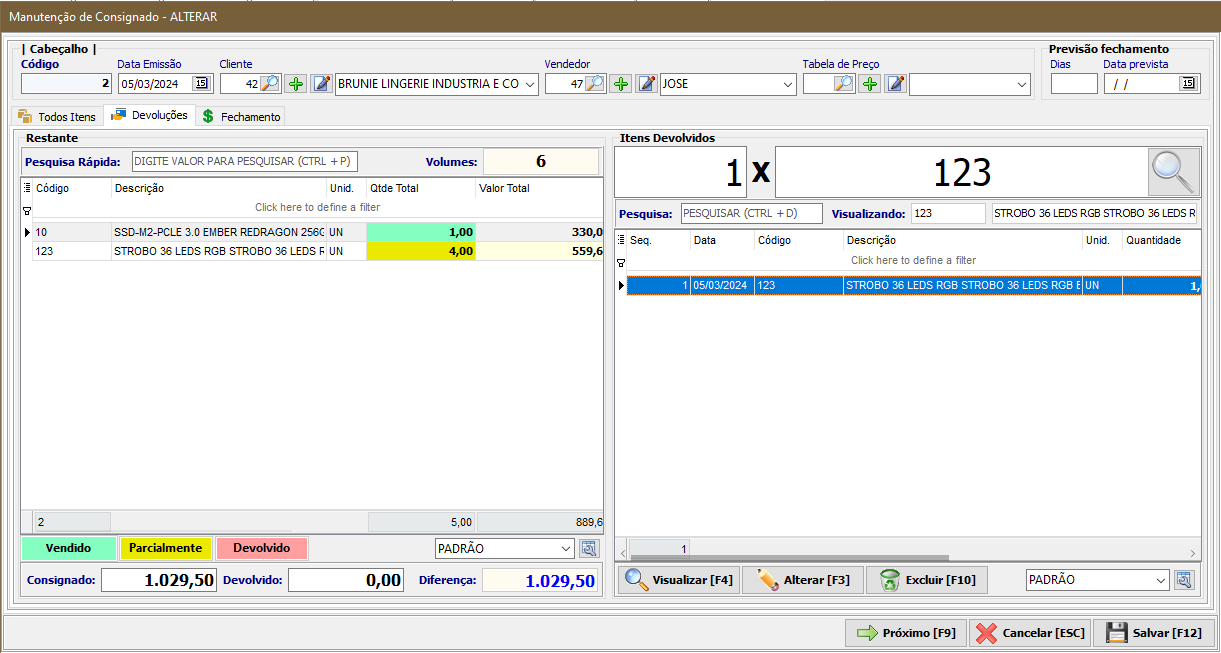 Manutenção de Consignado - ALTERAR
| Cabeçalho |
Código
Data Emissão
Cliente
Vendedor
Tabela de Preço
2
05/03/2024
15
42
BRUNIE LINGERIE INDUSTRIA E CO
47
JOSE
Previsão fechamento
Dias
Data prevista
/ /
15
Todos Itens
Devoluções
Fechamento
Restante
Pesquisa Rápida:
DIGITE VALOR PARA PESQUISAR (CTRL + P)
Volumes:
6
Código
Descrição
Unid.
Qtde Total
Valor Total
Click here to define a filter
10
SSD-M2-PCLE 3.0 EMBER REDRAGON 256G
UN
1,00
330,0
123
STROBO 36 LEDS RGB STROBO 36 LEDS R
UN
4,00
559,6
2
5,00
889,6
Vendido
Parcialmente
Devolvido
PADRÃO
Consignado:
1.029,50
Devolvido:
0,00
Diferença:
1.029,50
Itens Devolvidos
1
x
123
Pesquisa:
PESQUISAR (CTRL + D)
Visualizando:
123
STROBO 36 LEDS RGB STROBO 36 LEDS R
Seq.
Data
Código
Descrição
Unid.
Quantidade
Click here to define a filter
1
05/03/2024
123
STROBO 36 LEDS RGB STROBO 36 LEDS RGB E
UN
1,
1
Visualizar [F4]
Alterar [F3]
Excluir [F10]
PADRÃO
Próximo [F9]
Cancelar [ESC]
Salvar [F12]